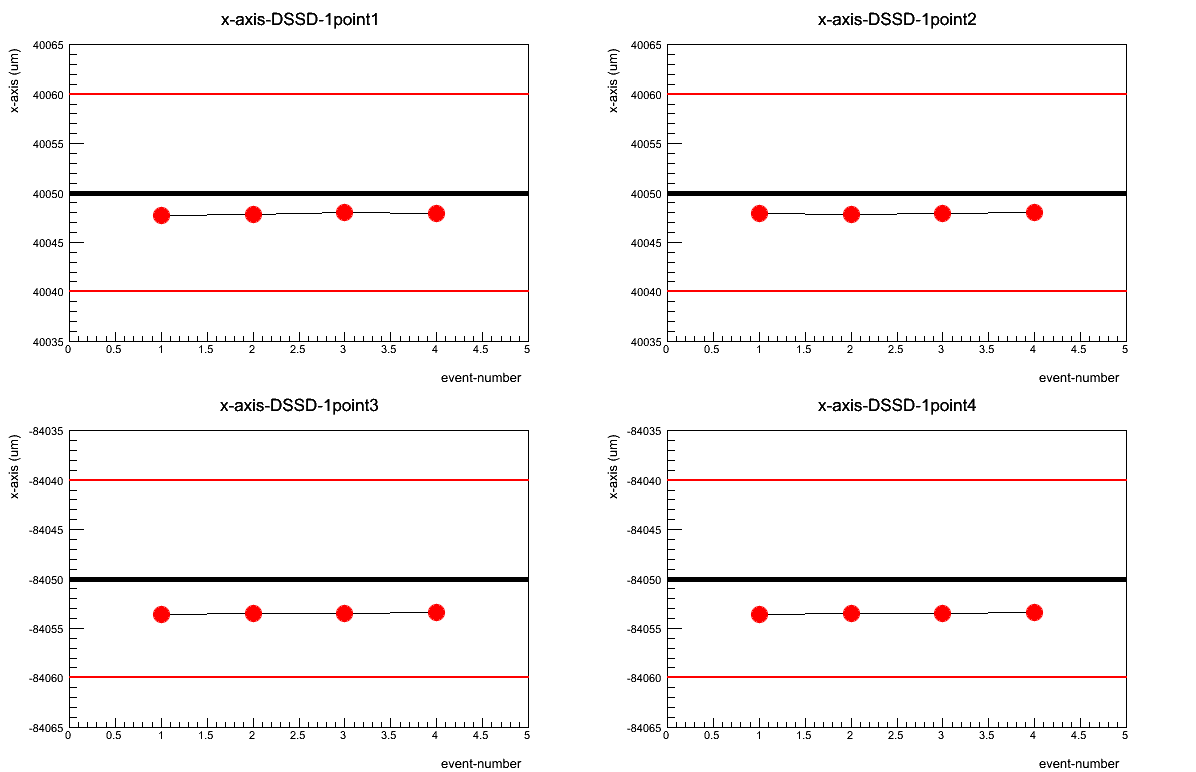 x-axis-DSSD-1point1
x-axis (um)
40065
40060
40055
40050
40045
40040
40035
0 0.5 1 1.5 2 2.5 3 3.5 4 4.5 5
event-number
x-axis-DSSD-1point2
x-axis (um)
40065
40060
40055
40050
40045
40040
40035
0 0.5 1 1.5 2 2.5 3 3.5 4 4.5 5
event-number
x-axis-DSSD-1point3
x-axis (um)
-84035
-84040
-84045
-84050
-84055
-84060
-84065
0 0.5 1 1.5 2 2.5 3 3.5 4 4.5 5
event-number
x-axis-DSSD-1point4
x-axis (um)
-84035
-84040
-84045
-84050
-84055
-84060
-84065
0 0.5 1 1.5 2 2.5 3 3.5 4 4.5 5
event-number